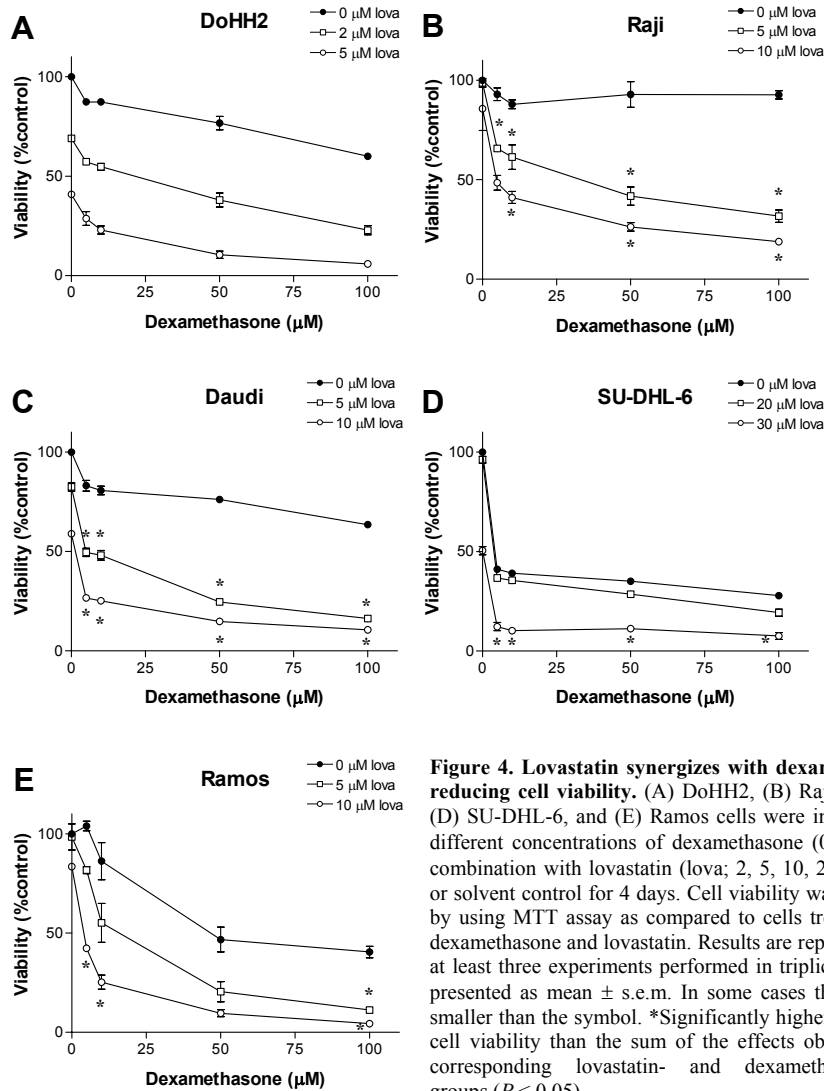 A
DoHH2
0 µM lova
2 µM lova
5 µM lova
100
50
0
Viability (%control)
0 25 50 75 100
Dexamethasone (µM)
B
Raji
0 µM lova
5 µM lova
10 µM lova
100
50
0
Viability (%control)
* *
* *
*
* *
0 25 50 75 100
Dexamethasone (µM)
C
Daudi
0 µM lova
5 µM lova
10 µM lova
100
50
0
Viability (%control)
* *
* *
* *
* *
0 25 50 75 100
Dexamethasone (µM)
D
SU-DHL-6
0 µM lova
20 µM lova
30 µM lova
100
50
0
Viability (%control)
* * * *
0 25 50 75 100
Dexamethasone (µM)
E
Ramos
0 µM lova
5 µM lova
10 µM lova
100
50
0
Viability (%control)
* *
*
*
0 25 50 75 100
Dexamethasone (µM)
Figure 4. Lovastatin synergizes with
reducing cell viability. (A) DoHH2, (B) Raj
(D) SU-DHL-6, and (E) Ramos cells were in
different concentrations of dexamethasone (0
combination with lovastatin (lova; 2, 5, 10, 2
or solvent control for 4 days. Cell viability wa
by using MTT assay as compared to cells tr
dexamethasone and lovastatin. Results are rep
at least three experiments performed in triplic
presented as mean ± s.e.m. In some cases th
smaller than the symbol. *Significantly higher
cell viability than the sum of the effects ob
corresponding lovastatin- and dexameth
groups (P < 0.05).